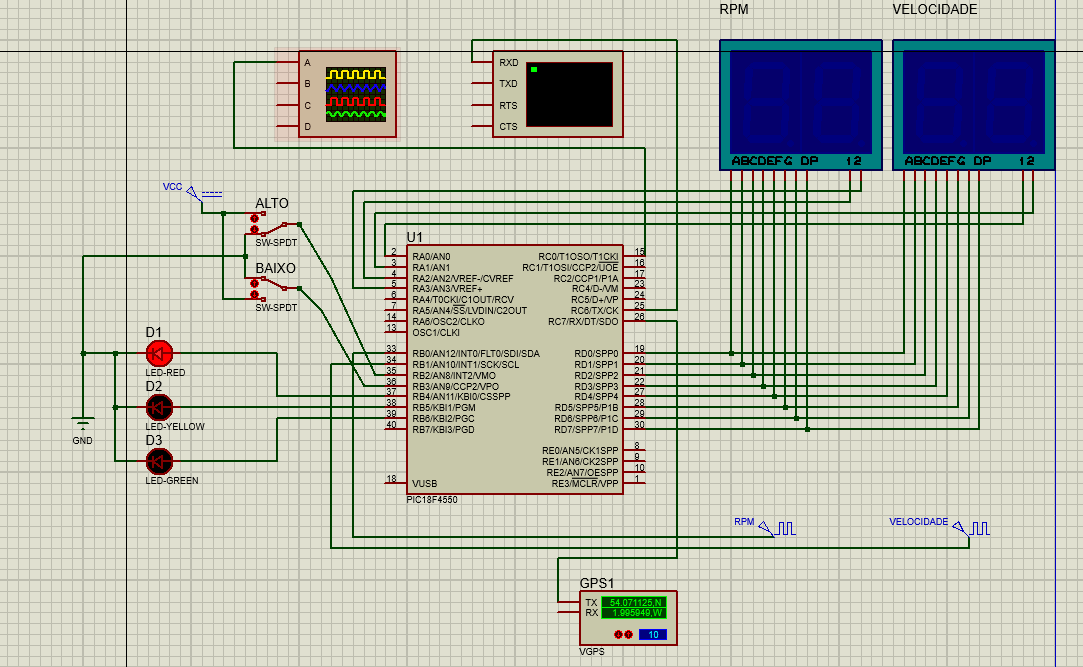 RPM
VELOCIDADE
A
B
C
D
RXD
TXD
RTS
CTS
ABCDEFG DP
12
ABCDEFG DP
12
VCC
ALTO
SW-SPDT
BAIXO
SW-SPDT
D1
LED-RED
D2
LED-YELLOW
D3
LED-GREEN
GND
U1
2 RA0/AN0
3 RA1/AN1
4 RA2/AN2/VREF-/CVREF
5 RA3/AN3/VREF+
6 RA4/T0CKI/C1OUT/RCV
7 RA5/AN4/SS/LVDIN/C2OUT
14 RA6/OSC2/CLKO
13 OSC1/CLKI
33 RB0/AN12/INT0/FLT0/SDI/SDA
34 RB1/AN10/INT1/SCK/SCL
35 RB2/AN8/INT2/VMO
36 RB3/AN9/CCP2/VPO
37 RB4/AN11/KBI0/CSSPP
38 RB5/KBI1/PGM
39 RB6/KBI2/PGC
40 RB7/KBI3/PGD
18 VUSB
RC0/T1OSO/T1CKI 15
RC1/T1OSI/CCP2/UOE 16
RC2/CCP1/P1A 17
RC4/D-/VM 23
RC5/D+/VP 24
RC6/TX/CK 25
RC7/RX/DT/SDO 26
RD0/SPP0 19
RD1/SPP1 20
RD2/SPP2 21
RD3/SPP3 22
RD4/SPP4 27
RD5/SPP5/P1B 28
RD6/SPP6/P1C 29
RD7/SPP7/P1D 30
RE0/AN5/CK1SPP 8
RE1/AN6/CK2SPP 9
RE2/AN7/OESPP 10
RE3/MCLR/VPP 1
PIC18F4550
RPM
VELOCIDADE
GPS1
TX 54.071125,N
RX 1.995949,W
10
VGPS